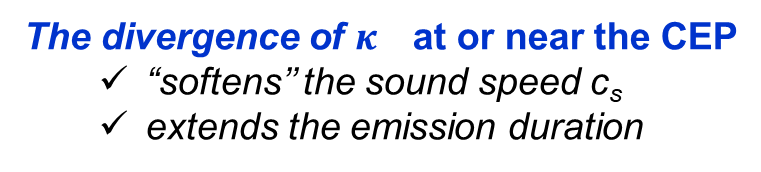 The divergence of κ at or near the CEP
✓ “softens” the sound speed cₛ
✓ extends the emission duration